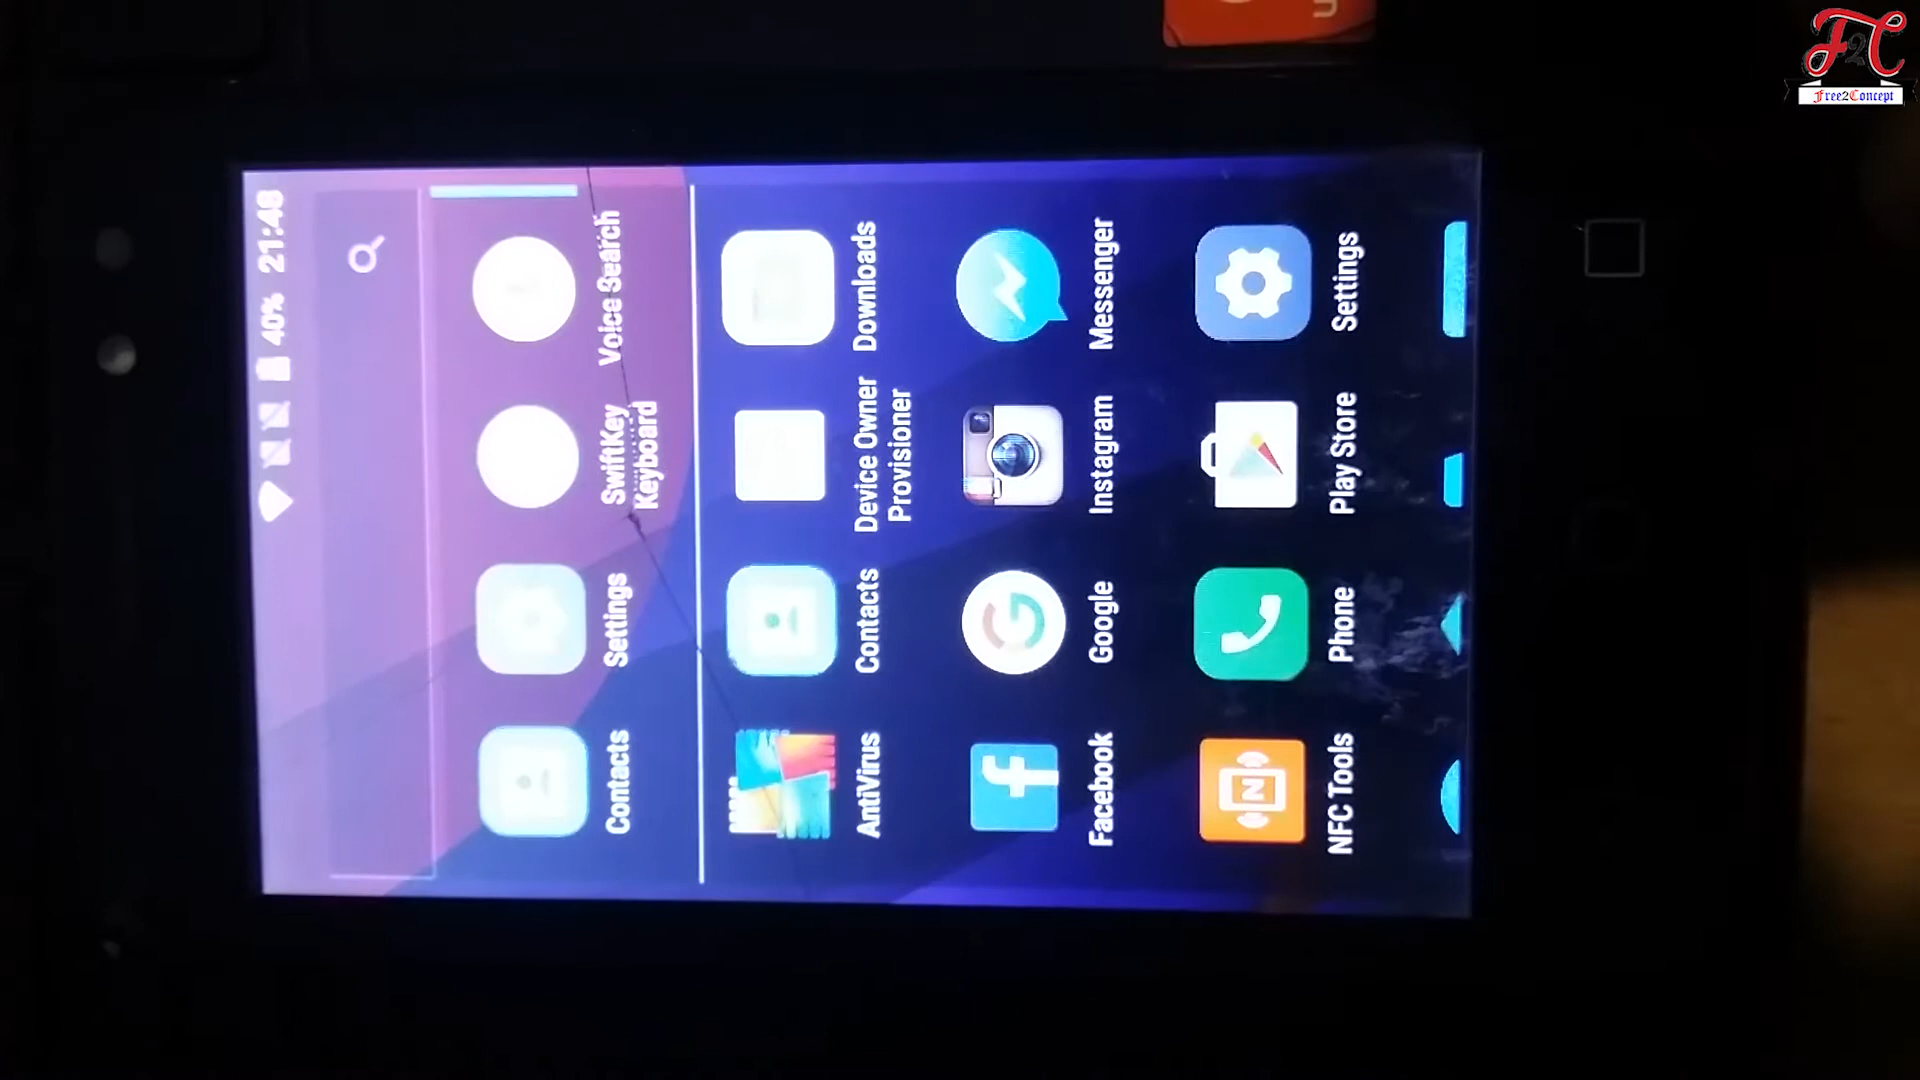 40% 21:48
Contacts
Settings
SwiftKey
Keyboard
Voice Search
AntiVirus
Contacts
Device Owner
Provisioner
Downloads
Facebook
Google
Instagram
Messenger
NFC Tools
Phone
Play Store
Settings
F2C
Free2Concept